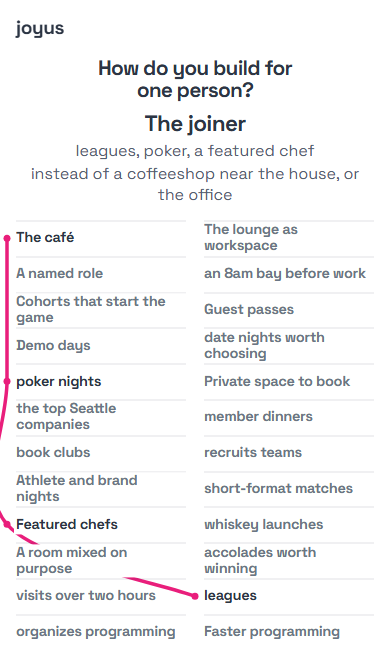 joyus
How do you build for
one person?
The joiner
leagues, poker, a featured chef
instead of a coffeeshop near the house, or
the office
The café
A named role
Cohorts that start the
game
Demo days
poker nights
the top Seattle
companies
book clubs
Athlete and brand
nights
Featured chefs
A room mixed on
purpose
visits over two hours
organizes programming
The lounge as
workspace
an 8am bay before work
Guest passes
date nights worth
choosing
Private space to book
member dinners
recruits teams
short-format matches
whiskey launches
accolades worth
winning
leagues
Faster programming